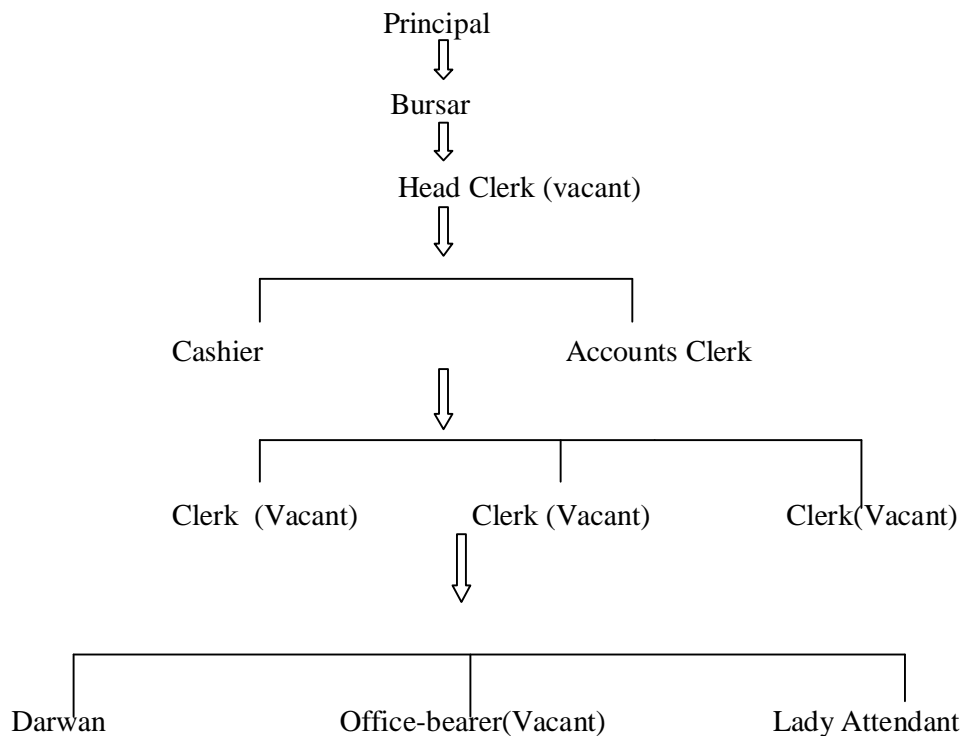 Principal
Bursar
Head Clerk (vacant)
Cashier Accounts Clerk
Clerk (Vacant) Clerk (Vacant) Clerk(Vacant)
Darwan Office-bearer(Vacant) Lady Attendant